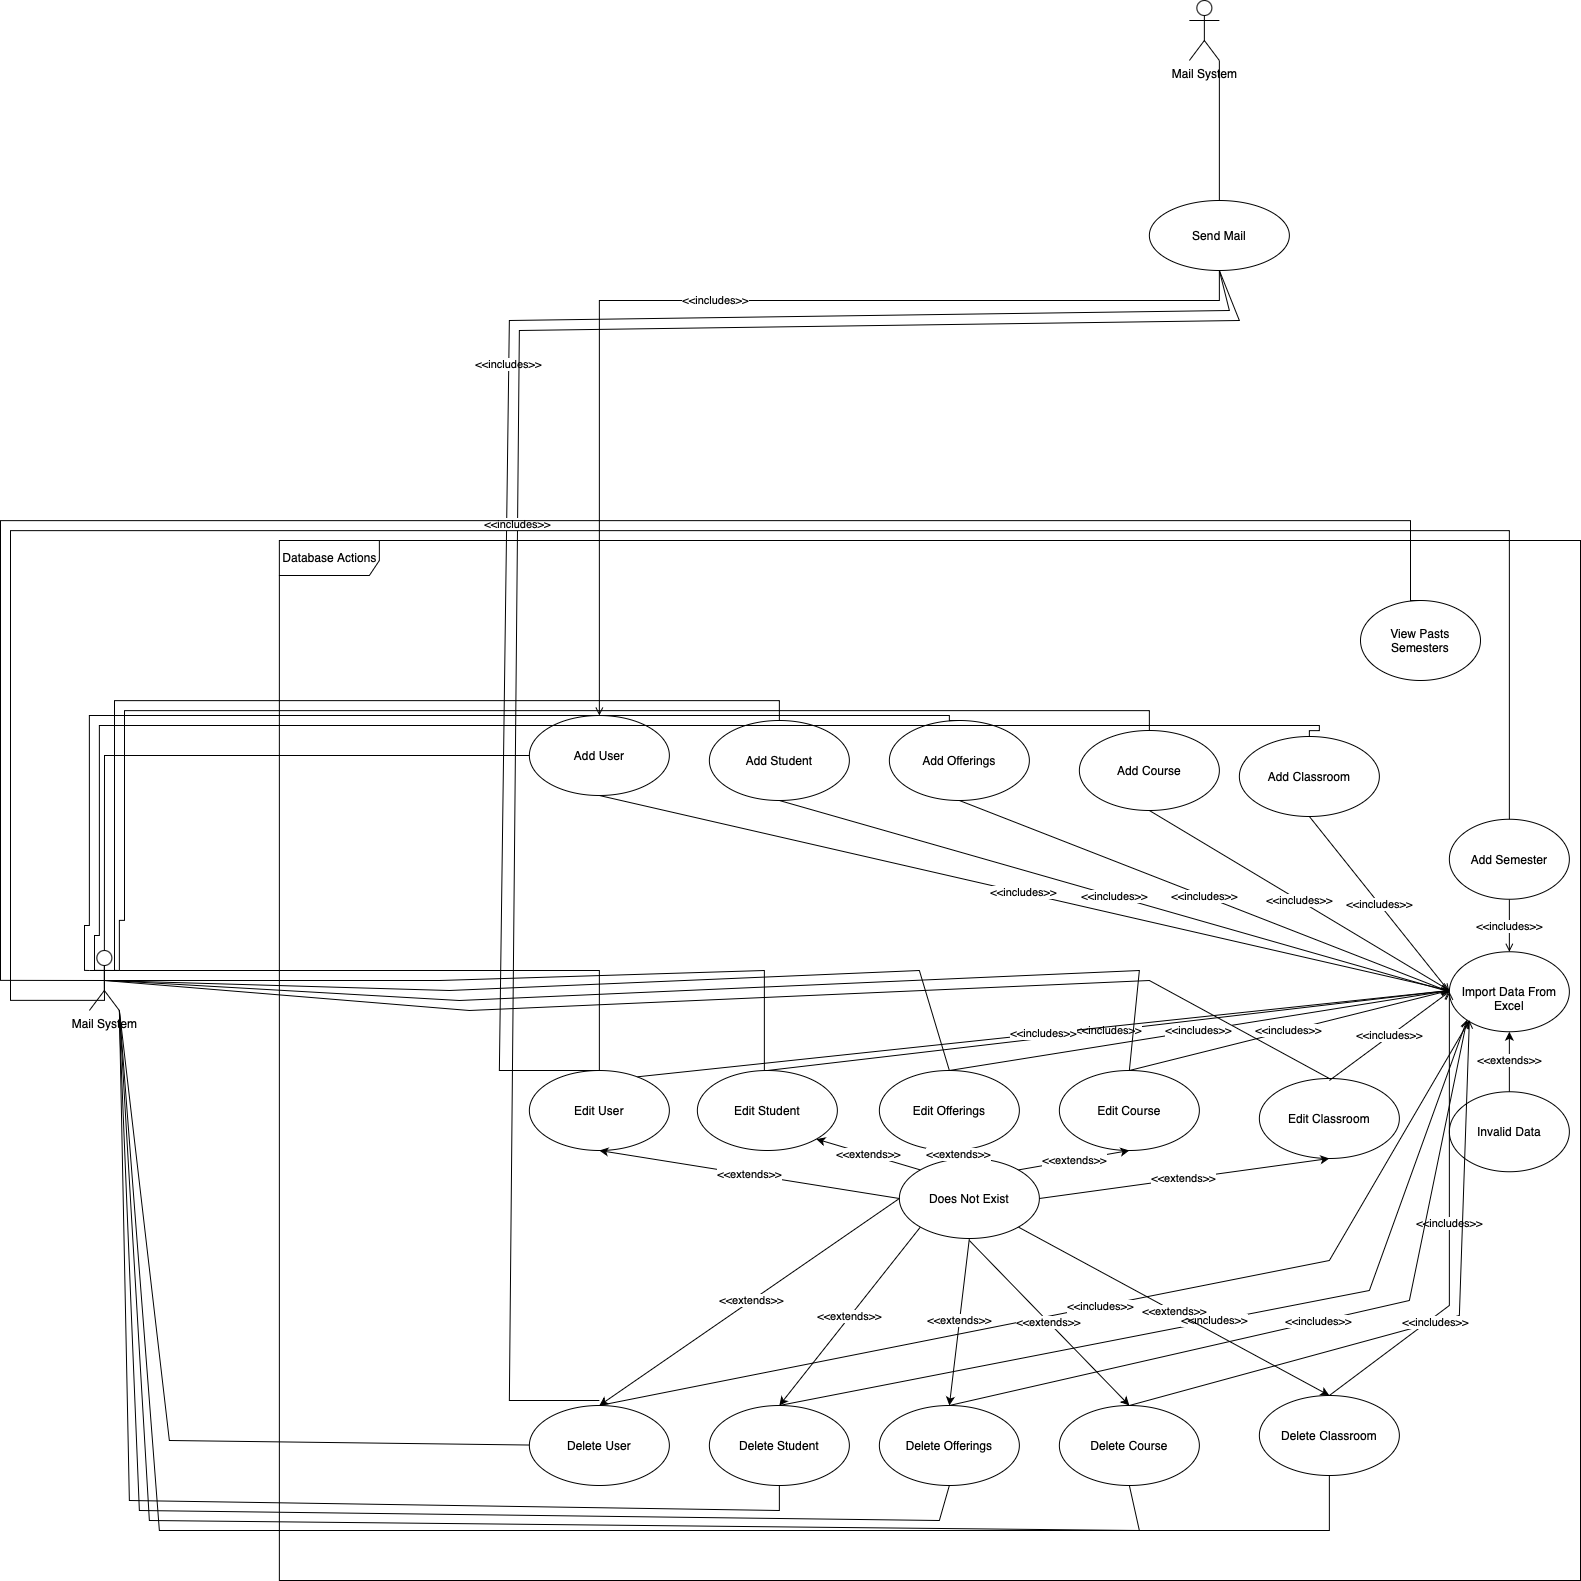 Mail System
Send Mail
<<includes>>
<<includes>>
<<includes>>
Database Actions
View Pasts
Semesters
Add User
Add Student
Add Offerings
Add Course
Add Classroom
Add Semester
<<includes>>
<<includes>>
<<includes>>
<<includes>>
<<includes>>
<<includes>>
Import Data From
Excel
Mail System
<<includes>>
<<includes>>
<<includes>>
<<includes>>
<<includes>>
<<extends>>
Edit User
Edit Student
Edit Offerings
Edit Course
Edit Classroom
Invalid Data
<<extends>>
<<extends>>
<<extends>>
<<extends>>
<<extends>>
Does Not Exist
<<includes>>
<<extends>>
<<extends>>
<<extends>>
<<extends>>
<<includes>>
<<extends>>
<<includes>>
<<includes>>
<<includes>>
Delete User
Delete Student
Delete Offerings
Delete Course
Delete Classroom